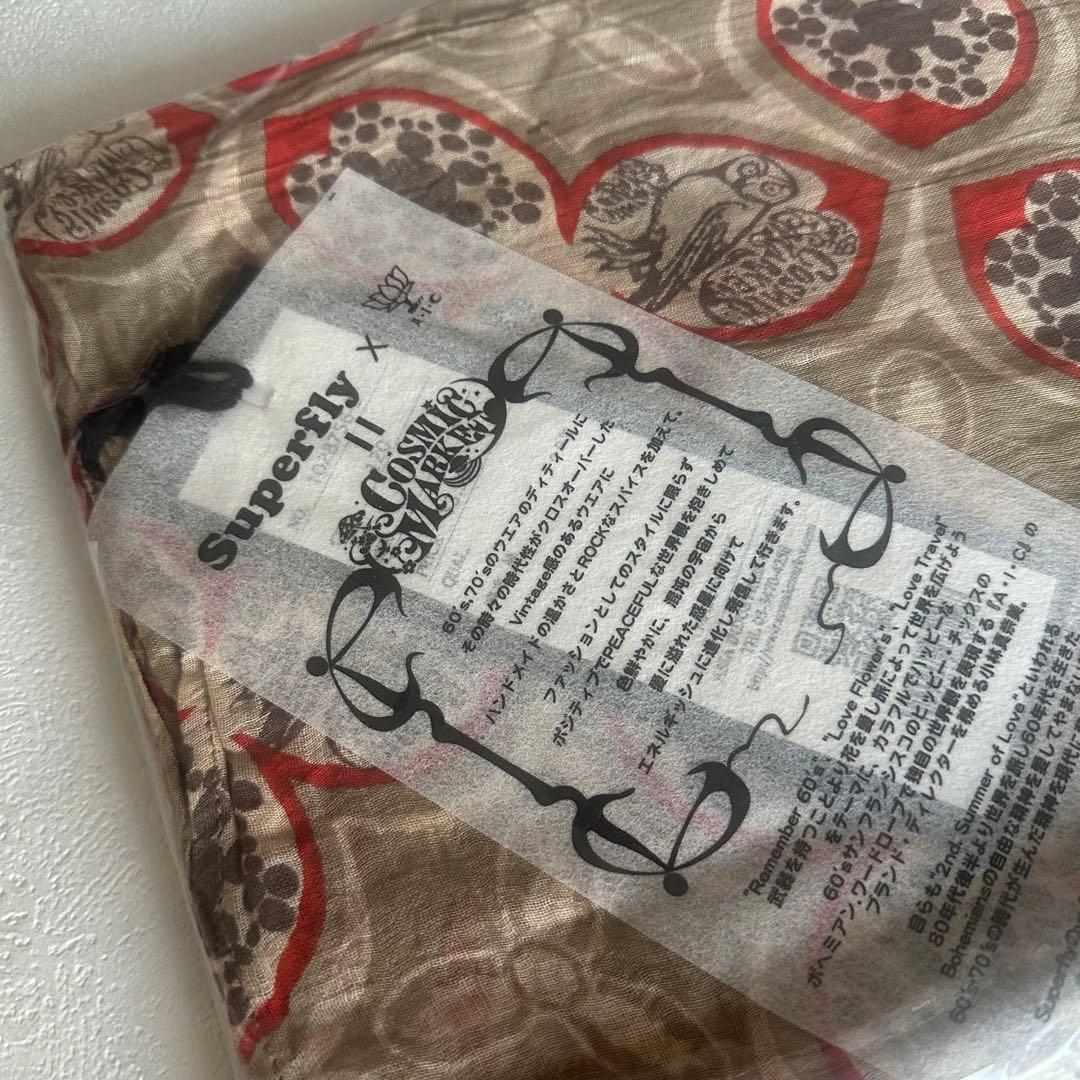 A・I・C
Superfly
×
=
COSMIC
MARKET
60's,70'sのウエアのディティールに
その時々の時代性がクロスオーバーした
Vintage感のあるウエアに
ハンドメイドの温かさとROCKなスパイスを加えて。
ファッションとしてのスタイルに限らず
ポジティブでPEACEFULな世界観を抱きしめて
色鮮やかに、混沌の宇宙から
愛に溢れた惑星に向けて
エネルギッシュに進化し発信して行きます。
"Remember 60's" "Love Flower's" "Love Travel"
武器を持つことより花を愛し旅によって世界を広げよう
をテーマに、カラフルでハッピーな
60'sサンフランシスコのヒッピー・チックスの
ボヘミアン・ワードローブで独自の世界観を表現する『A・I・C』の
ブランド・ディレクターを務める小林真奈美。
自らも"2nd. Summer of Love"といわれる
80年代後半より世界を旅し60年代を生きた
Bohemiansの自由な精神を愛してやまない
60's-70'sの時代が生んだ精神を現代に
Superfly
COSMIC
MARKET